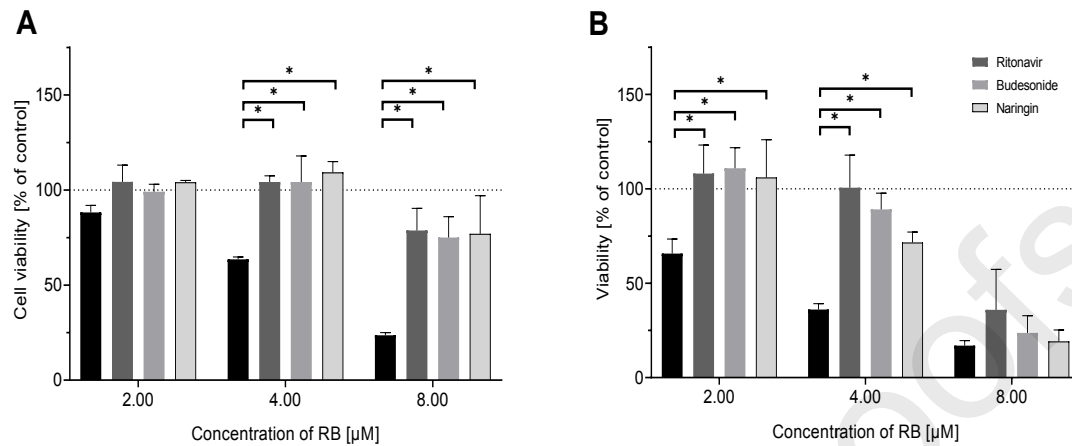 A
Cell viability [% of control]
150
100
50
0
*
*
*
*
*
*
2.00
4.00
8.00
Concentration of RB [µM]
B
Viability [% of control]
150
100
50
0
*
*
*
*
*
*
Ritonavir
Budesonide
Naringin
2.00
4.00
8.00
Concentration of RB [µM]